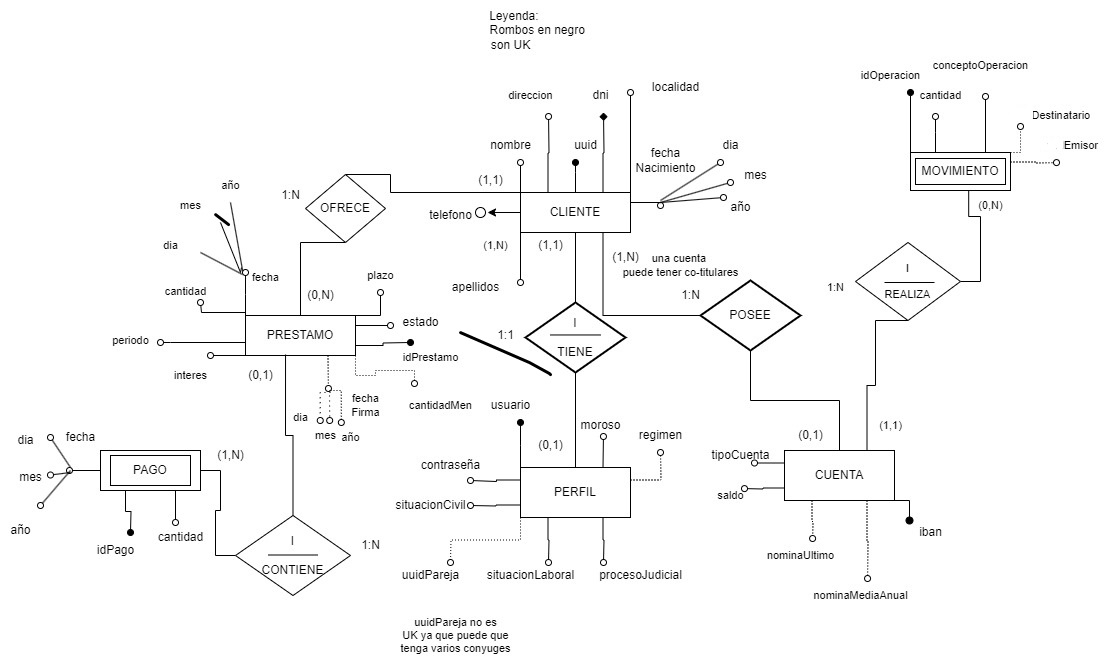 Leyenda:
Rombos en negro
son UK
idOperacion
conceptoOperacion
cantidad
Destinatario
Emisor
MOVIMIENTO
(0,N)
direccion
dni
localidad
nombre
uuid
fecha
Nacimiento
dia
mes
año
(1,1)
telefono
CLIENTE
(1,N)
(1,1)
apellidos
(1,N)
una cuenta
puede tener co-titulares
1:N
OFRECE
año
mes
dia
fecha
cantidad
plazo
(0,N)
PRESTAMO
estado
periodo
idPrestamo
interes
(0,1)
fecha
Firma
dia
mes
año
cantidadMen
1:1
I
TIENE
1:N
POSEE
1:N
I
REALIZA
usuario
(0,1)
moroso
regimen
contraseña
situacionCivil
PERFIL
uuidPareja
situacionLaboral
procesoJudicial
(0,1)
(1,1)
tipoCuenta
saldo
CUENTA
iban
nominaUltimo
nominaMediaAnual
dia
fecha
mes
año
PAGO
(1,N)
idPago
cantidad
I
CONTIENE
1:N
uuidPareja no es
UK ya que puede que
tenga varios conyuges